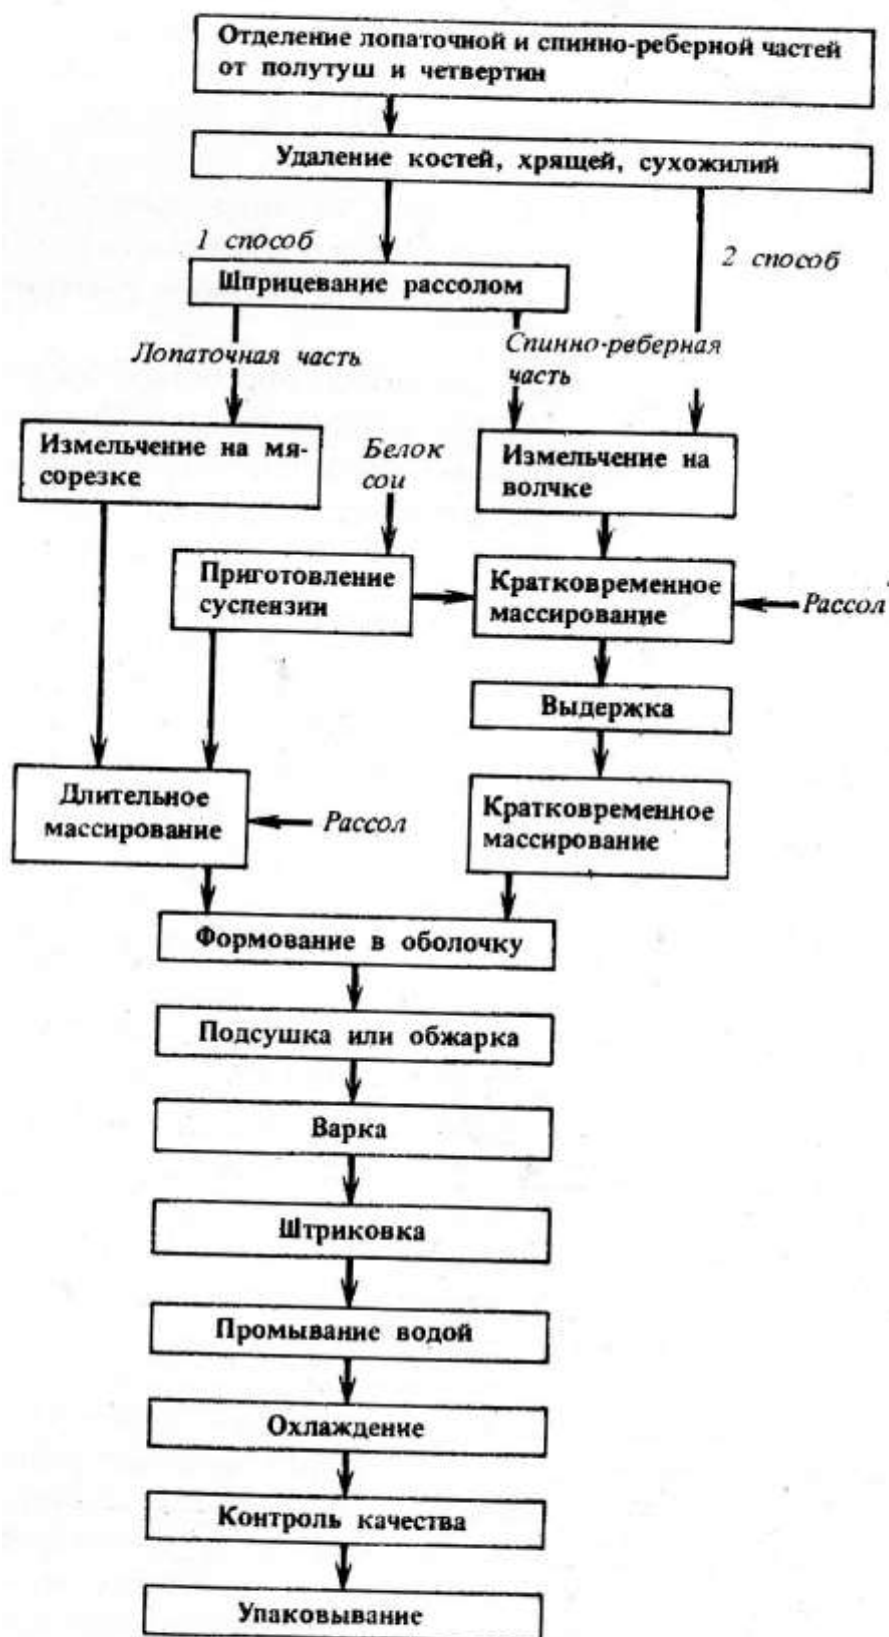 Отделение лопаточной и спинно-реберной частей
от полутуш и четвертин
Удаление костей, хрящей, сухожилий
1 способ
2 способ
Шприцевание рассолом
Лопаточная часть
Спинно-реберная
часть
Измельчение на мя-
сорезке
Белок
сои
Измельчение на
волчке
Приготовление
суспензии
Кратковременное
массирование
Рассол
Выдержка
Длительное
массирование
Рассол
Кратковременное
массирование
Формование в оболочку
Подсушка или обжарка
Варка
Штриковка
Промывание водой
Охлаждение
Контроль качества
Упаковывание